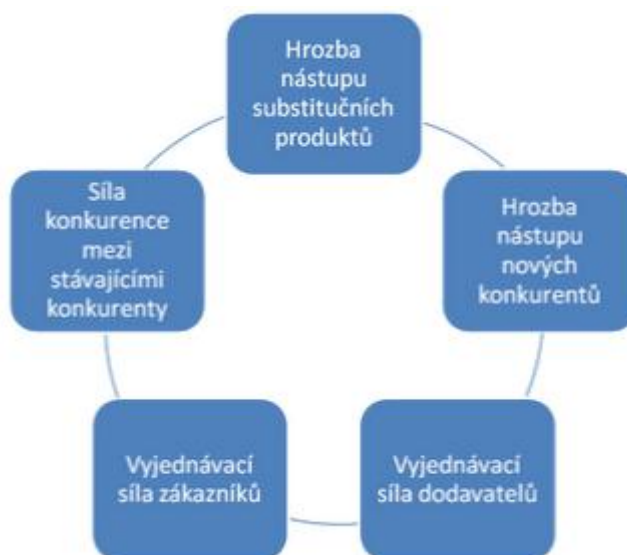 Hrozba
nástupu
substitučních
produktů
Síla
konkurence
mezi
stávajícími
konkurenty
Hrozba
nástupu
nových
konkurentů
Vyjednávací
síla zákazníků
Vyjednávací
síla dodavatelů